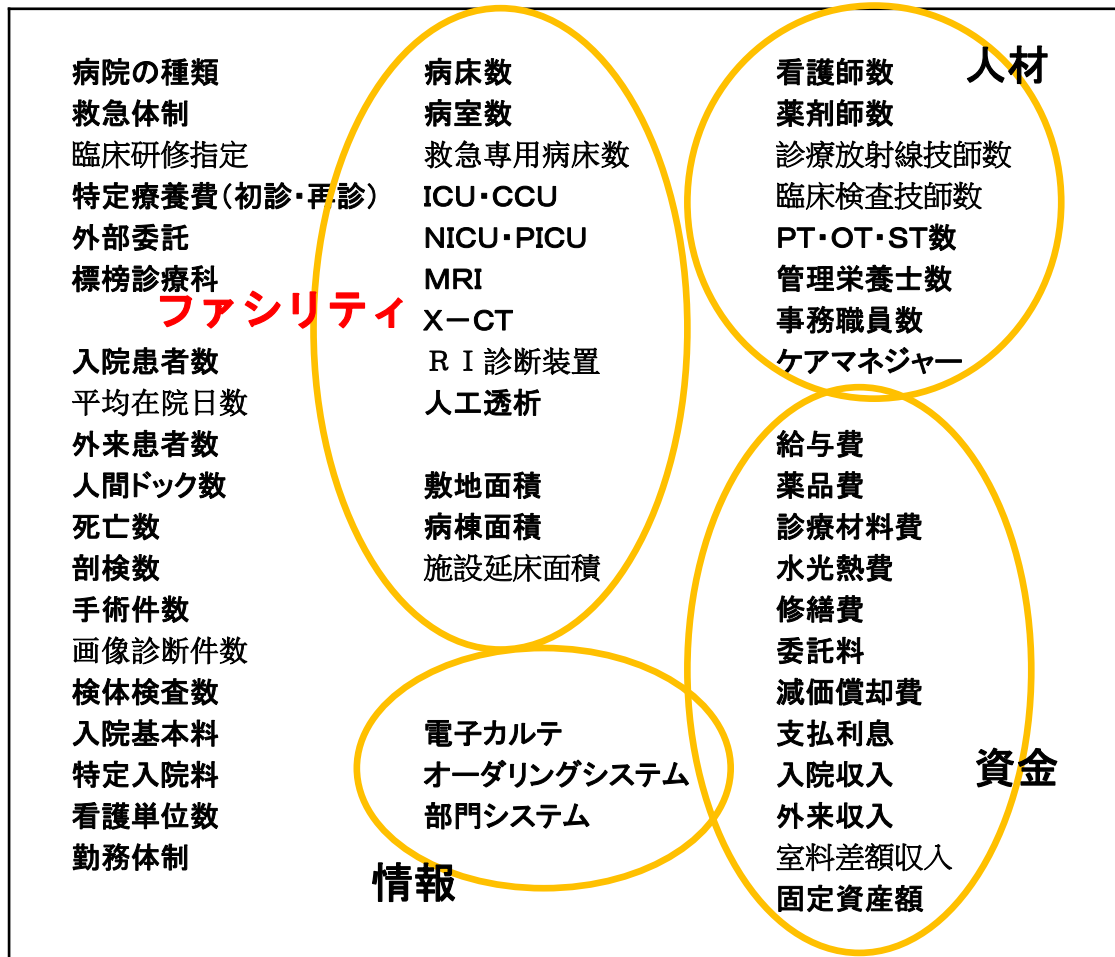 病院の種類
救急体制
臨床研修指定
特定療養費（初診・再診）
外部委託
標榜診療科
ファシリティ
入院患者数
平均在院日数
外来患者数
人間ドック数
死亡数
剖検数
手術件数
画像診断件数
検体検査数
入院基本料
特定入院料
看護単位数
勤務体制
病床数
病室数
救急専用病床数
ICU・CCU
NICU・PICU
MRI
X－CT
ＲＩ診断装置
人工透析
敷地面積
病棟面積
施設延床面積
電子カルテ
オーダリングシステム
部門システム
情報
人材
看護師数
薬剤師数
診療放射線技師数
臨床検査技師数
PT・OT・ST数
管理栄養士数
事務職員数
ケアマネジャー
給与費
薬品費
診療材料費
水光熱費
修繕費
委託料
減価償却費
支払利息
入院収入
資金
外来収入
室料差額収入
固定資産額